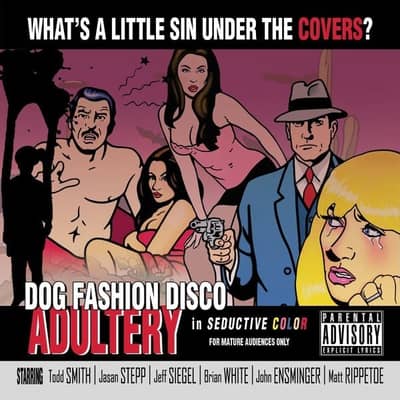 WHAT'S A LITTLE SIN UNDER THE COVERS?
DOG FASHION DISCO
ADULTERY
in SEDUCTIVE COLOR
FOR MATURE AUDIENCES ONLY
PARENTAL
ADVISORY
EXPLICIT LYRICS
STARRING Todd SMITH | Jasan STEPP | Jeff SIEGEL | Brian WHITE | John ENSMINGER | Matt RIPPETOE